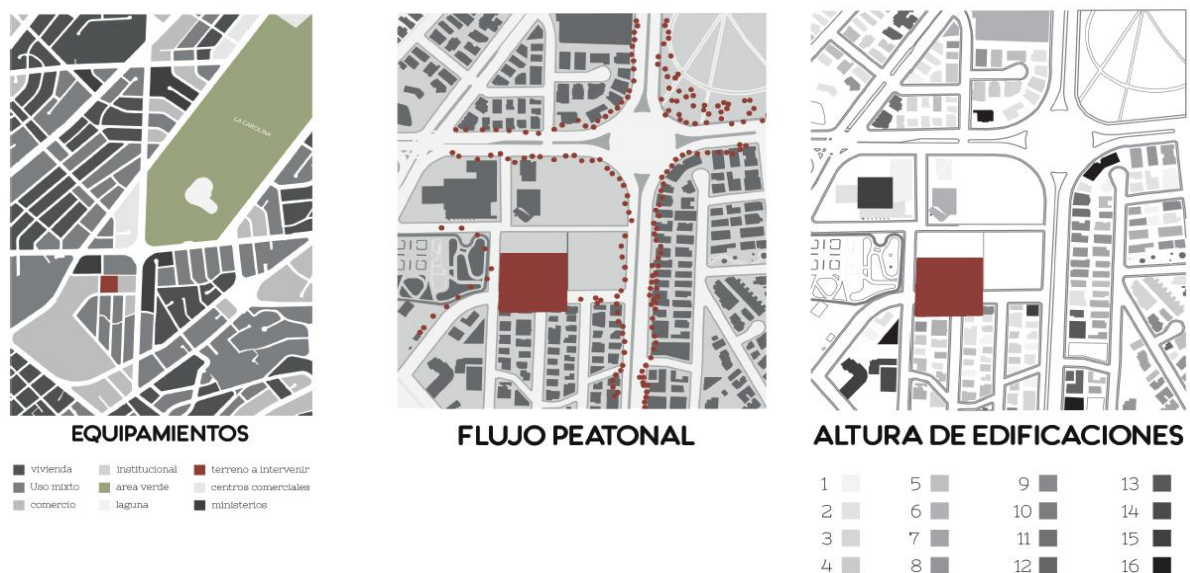 LA CAROLINA
EQUIPAMIENTOS
vivienda
institucional
terreno a intervenir
Uso mixto
area verde
centros comerciales
comercio
laguna
ministerios
FLUJO PEATONAL
ALTURA DE EDIFICACIONES
1 5 9 13
2 6 10 14
3 7 11 15
4 8 12 16